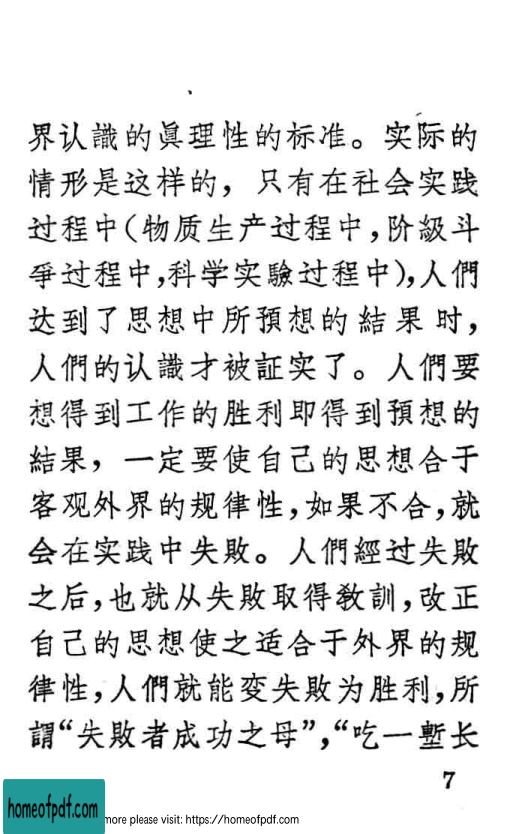 界认識的眞理性的标准。实际的
情形是这样的，只有在社会实践
过程中（物质生产过程中，阶級斗
爭过程中，科学实驗过程中），人們
达到了思想中所預想的結果时，
人們的认識才被証实了。人們要
想得到工作的胜利即得到預想的
結果，一定要使自己的思想合于
客观外界的规律性，如果不合，就
会在实践中失敗。人們經过失敗
之后，也就从失敗取得敎訓，改正
自己的思想使之适合于外界的规
律性，人們就能变失敗为胜利，所
謂“失敗者成功之母”，“吃一塹长
7
homeofpdf.com
more please visit: https://homeofpdf.com